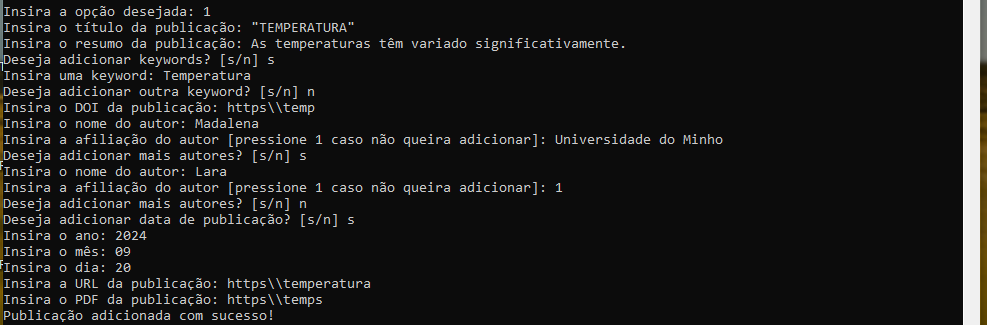 Insira a opção desejada: 1
Insira o título da publicação: "TEMPERATURA"
Insira o resumo da publicação: As temperaturas têm variado significativamente.
Deseja adicionar keywords? [s/n] s
Insira uma keyword: Temperatura
Deseja adicionar outra keyword? [s/n] n
Insira o DOI da publicação: https\\temp
Insira o nome do autor: Madalena
Insira a afiliação do autor [pressione 1 caso não queira adicionar]: Universidade do Minho
Deseja adicionar mais autores? [s/n] s
Insira o nome do autor: Lara
Insira a afiliação do autor [pressione 1 caso não queira adicionar]: 1
Deseja adicionar mais autores? [s/n] n
Deseja adicionar data de publicação? [s/n] s
Insira o ano: 2024
Insira o mês: 09
Insira o dia: 20
Insira a URL da publicação: https\\temperatura
Insira o PDF da publicação: https\\temps
Publicação adicionada com sucesso!